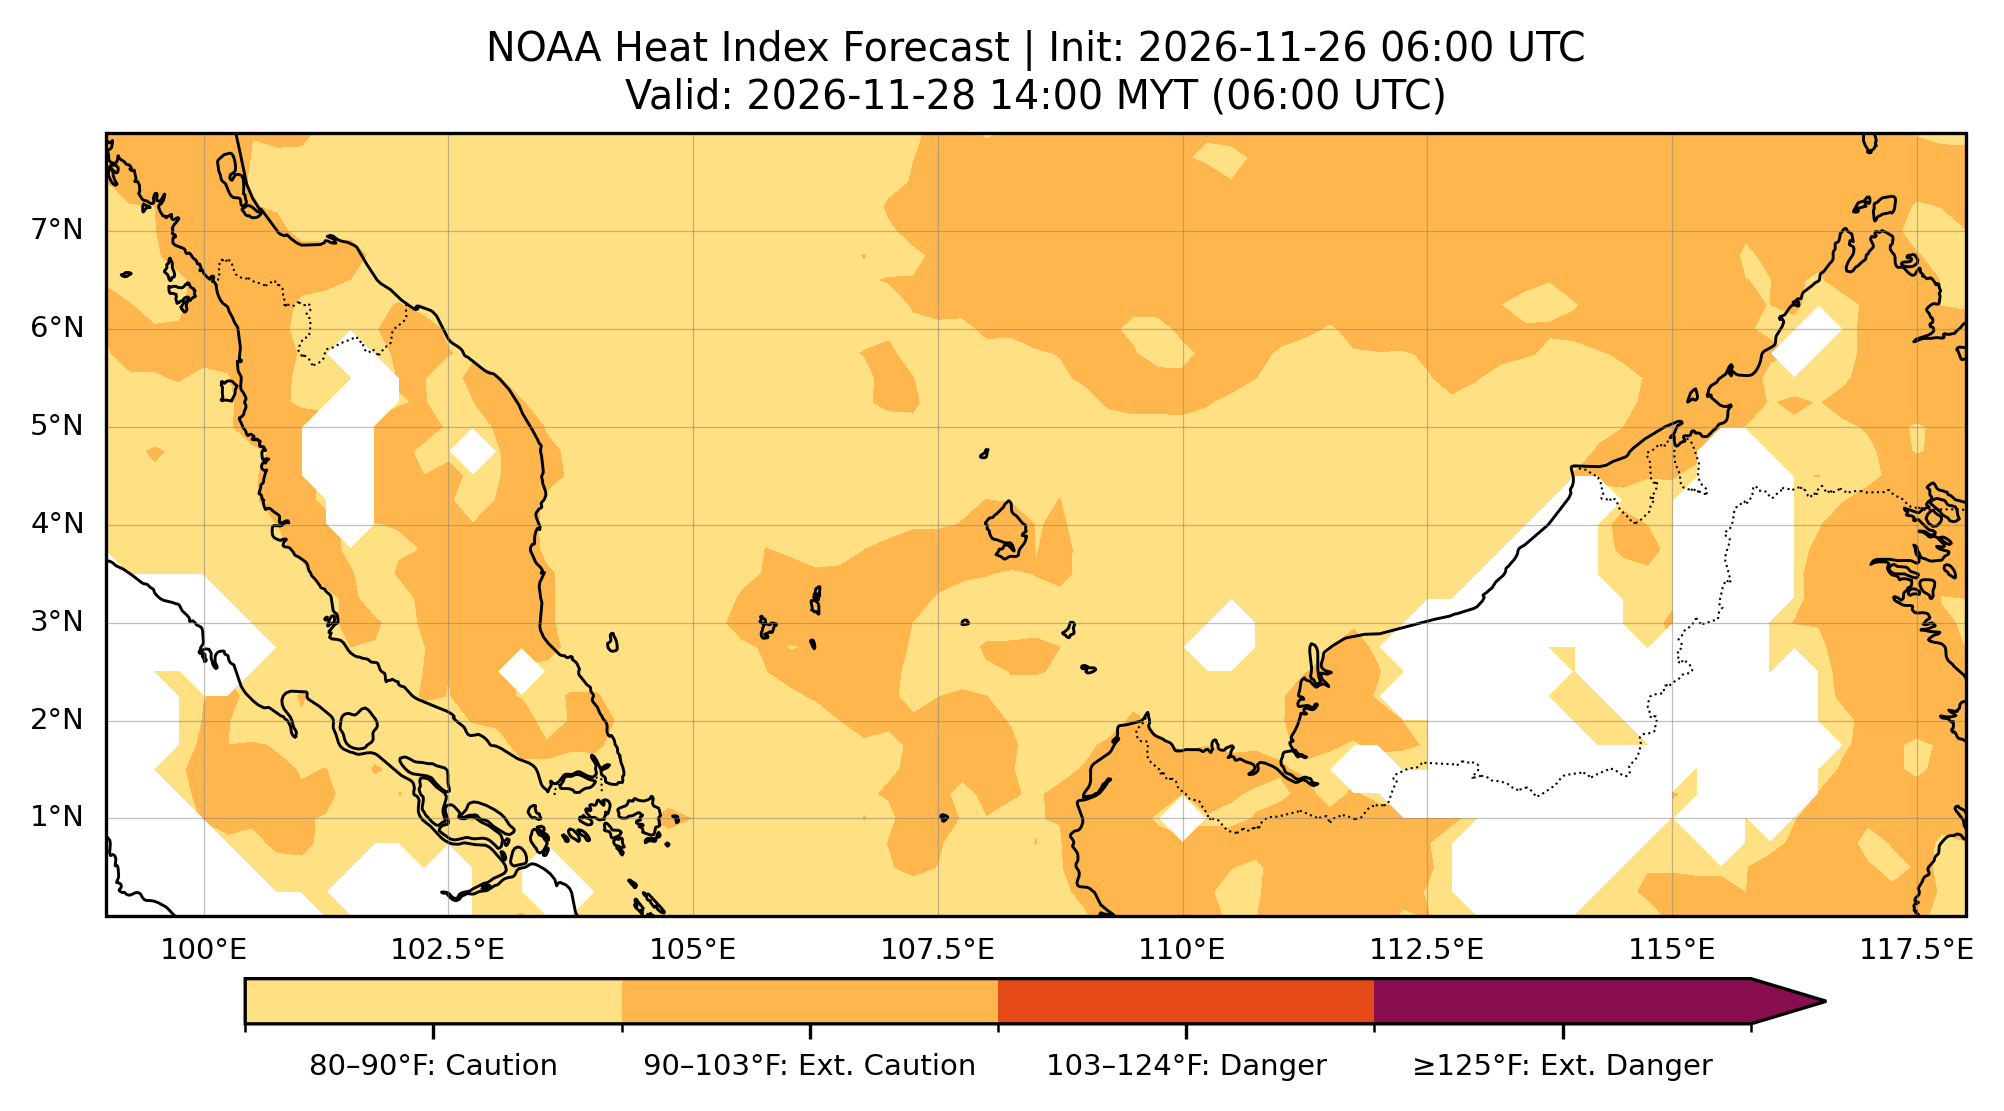 NOAA Heat Index Forecast | Init: 2026-11-26 06:00 UTC
Valid: 2026-11-28 14:00 MYT (06:00 UTC)
7°N
6°N
5°N
4°N
3°N
2°N
1°N
100°E 102.5°E 105°E 107.5°E 110°E 112.5°E 115°E 117.5°E
80–90°F: Caution 90–103°F: Ext. Caution 103–124°F: Danger ≥125°F: Ext. Danger